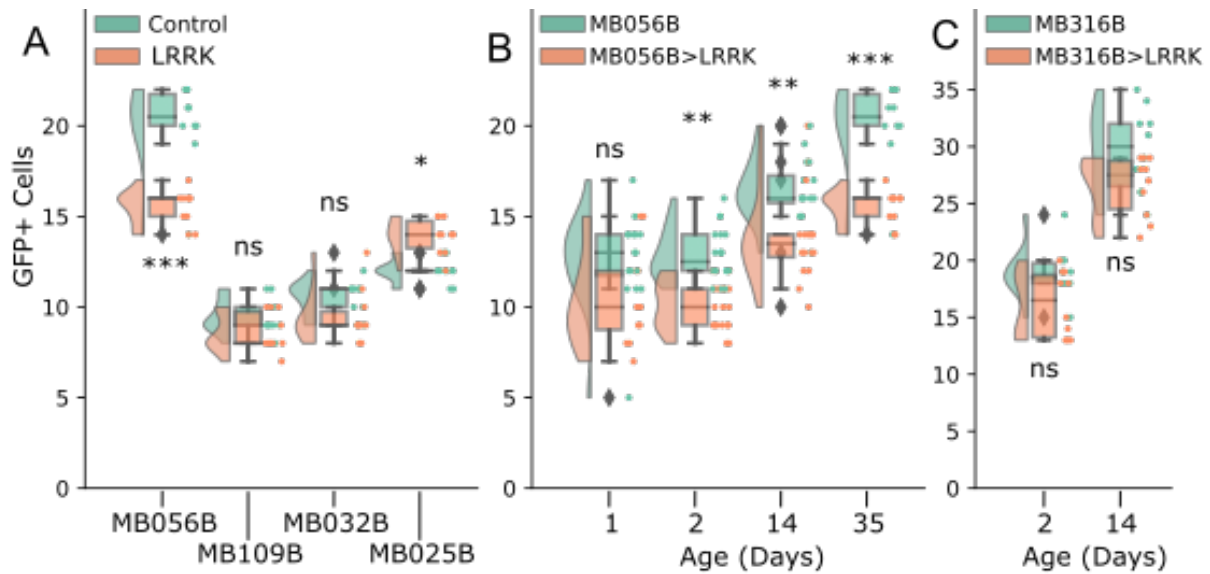 A
Control
LRRK
GFP+ Cells
20
15
10
5
0
***
ns
ns
*
MB056B
MB109B
MB032B
MB025B
B
MB056B
MB056B>LRRK
20
15
10
5
0
ns
**
**
***
1
2
14
35
Age (Days)
C
MB316B
MB316B>LRRK
35
30
25
20
15
10
5
0
ns
ns
2
14
Age (Days)